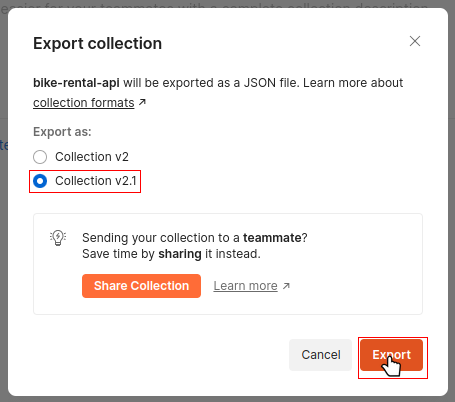 Export collection
bike-rental-api will be exported as a JSON file. Learn more about
collection formats ↗
Export as:
Collection v2
Collection v2.1
Sending your collection to a teammate?
Save time by sharing it instead.
Share Collection Learn more ↗
Cancel Export